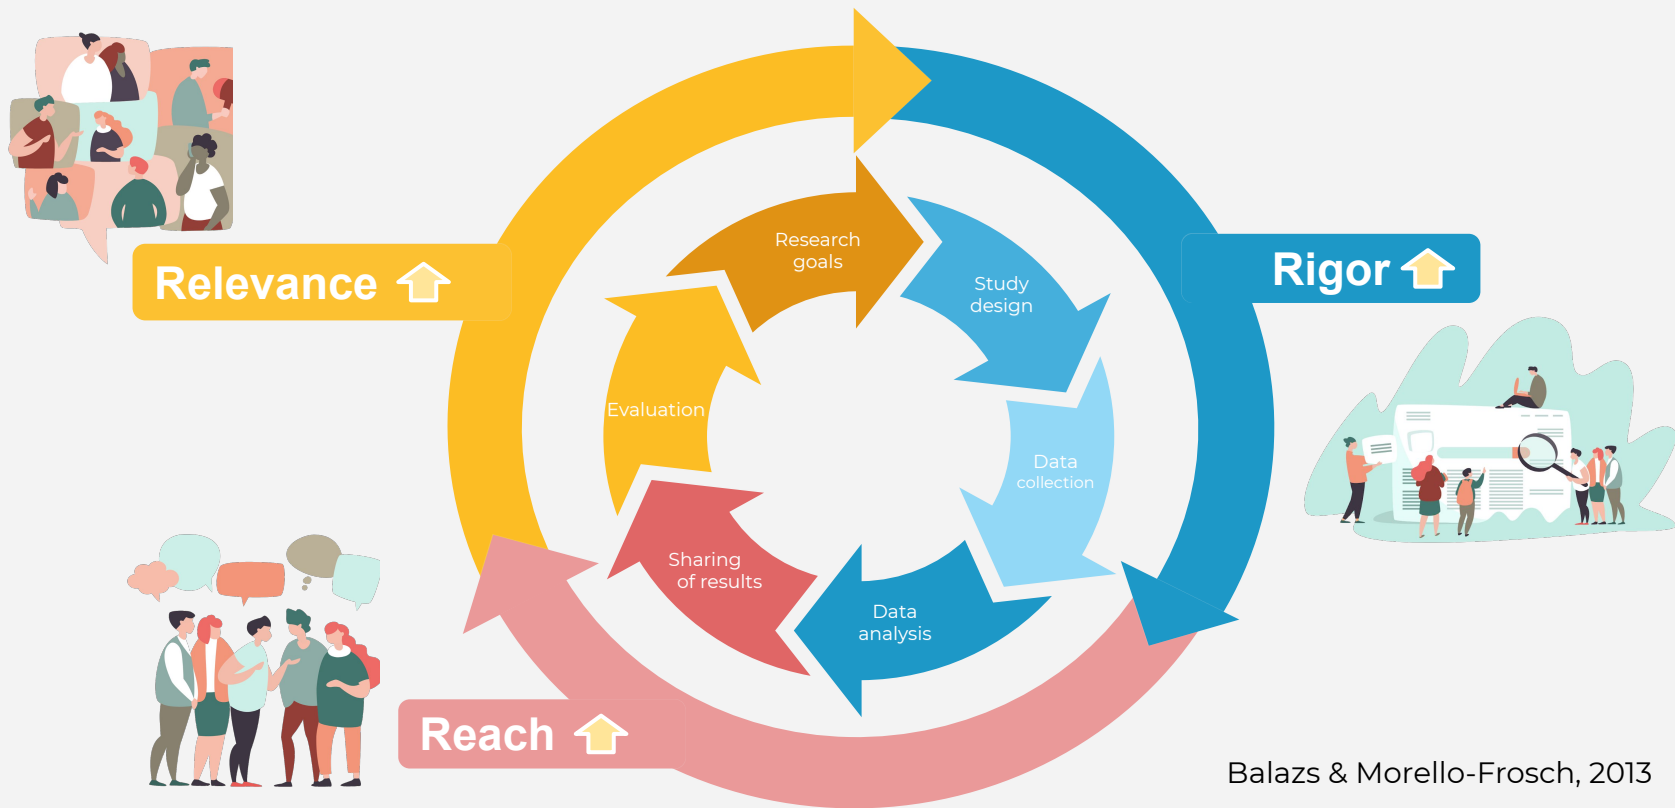 Relevance
Rigor
Reach
Research
goals
Study
design
Data
collection
Data
analysis
Sharing
of results
Evaluation
Balazs & Morello-Frosch, 2013